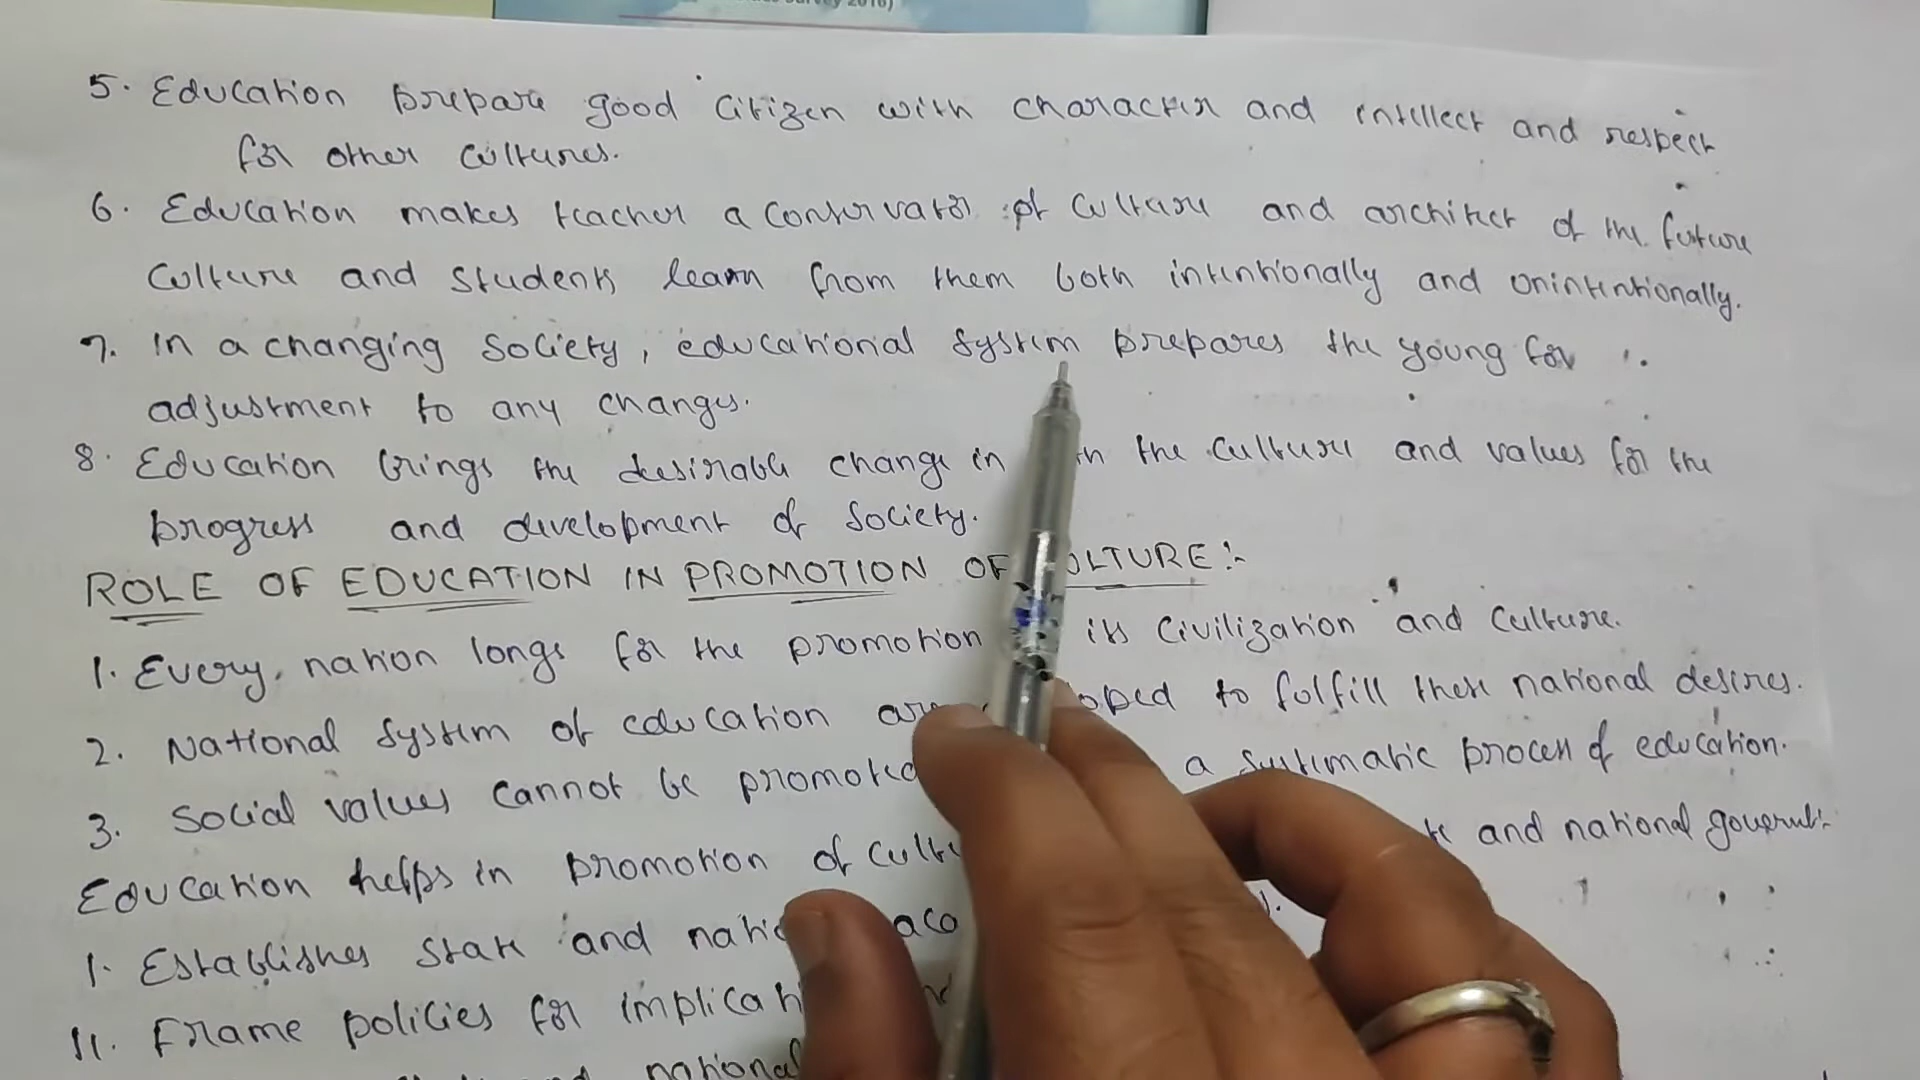 2016)
5. Education prepare good citizen with character and intellect and respect
for other cultures.
6. Education makes teacher a conservator of culture and architect of the future
culture and students learn from them both intentionally and unintentionally.
7. In a changing society, educational system prepares the young for
adjustment to any changes.
8. Education brings the desirable change in the culture and values for the
progress and development of society.
ROLE OF EDUCATION IN PROMOTION OF CULTURE:-
1. Every nation longs for the promotion its civilization and culture.
2. National system of education are to fulfill there national desires.
3. Social values cannot be promoted a systematic process of education.
Education helps in promotion of and national
1. Establishes state and
11. Frame policies for
national